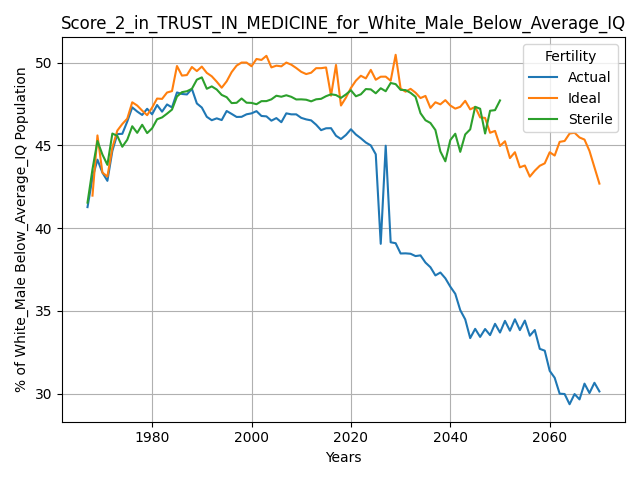 Score_2_in_TRUST_IN_MEDICINE_for_White_Male_Below_Average_IQ
Fertility
Actual
Ideal
Sterile
% of White_Male Below_Average_IQ Population
50
45
40
35
30
1980
2000
2020
2040
2060
Years